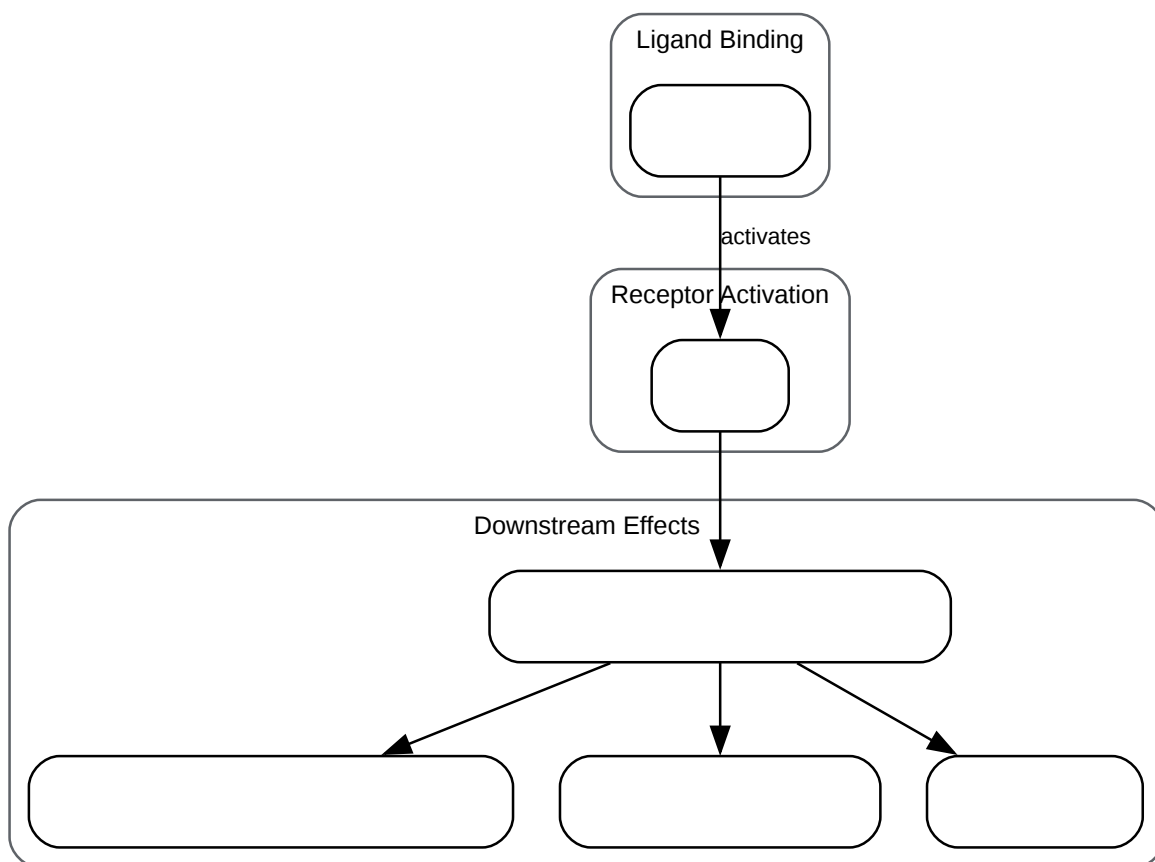 Ligand Binding
activates
Receptor Activation
Downstream Effects